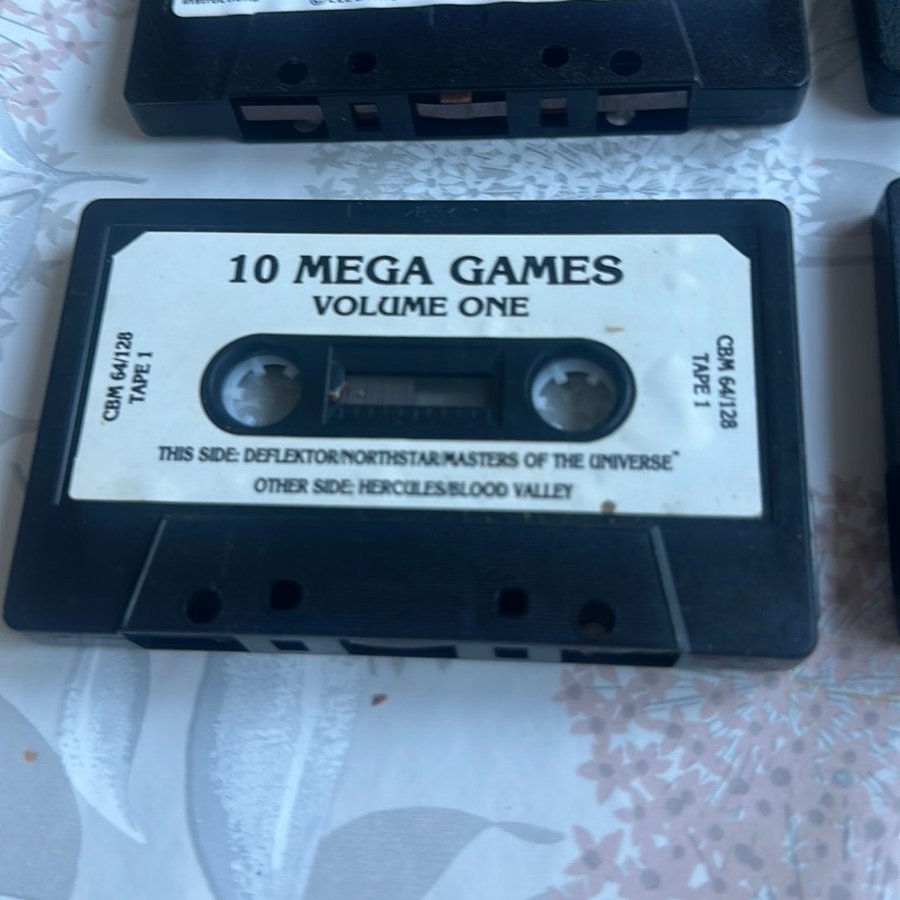 10 MEGA GAMES
VOLUME ONE
CBM 64/128
TAPE 1
CBM 64/128
TAPE 1
THIS SIDE: DEFLEKTOR/NORTHSTAR/MASTERS OF THE UNIVERSE"
OTHER SIDE; HERCULES/BLOOD VALLEY